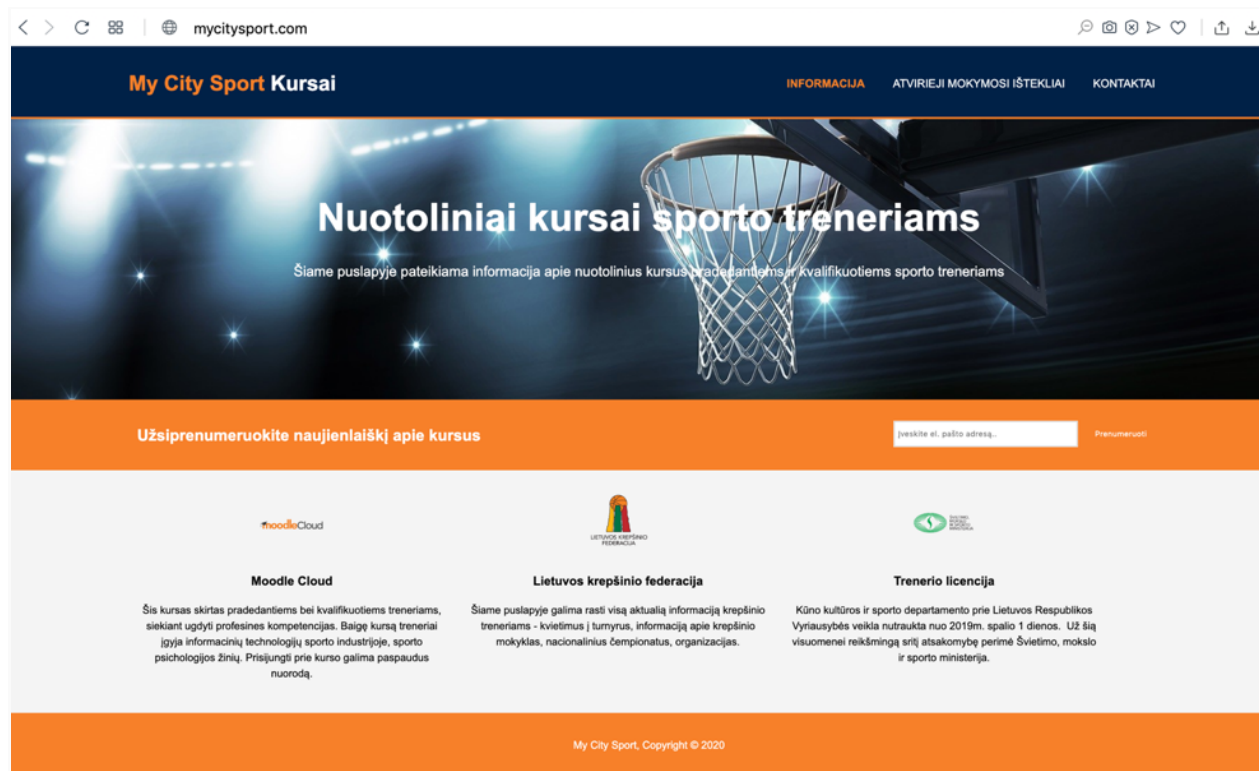 mycitysport.com
My City Sport Kursai
INFORMACIJA
ATVIRIEJI MOKYMOSI IŠTEKLIAI
KONTAKTAI
Nuotoliniai kursai sporto treneriams
Šiame puslapyje pateikiama informacija apie nuotolinius kursus pradedantiems ir kvalifikuotiems sporto treneriams
Užsiprenumeruokite naujienlaiškį apie kursus
Įveskite el. pašto adresą..
Prenumeruoti
moodleCloud
Moodle Cloud
Šis kursas skirtas pradedantiems bei kvalifikuotiems treneriams,
siekiant ugdyti profesines kompetencijas. Baigę kursą treneriai
įgyja informacinių technologijų sporto industrijoje, sporto
psichologijos žinių. Prisijungti prie kurso galima paspaudus
nuorodą.
LIETUVOS KREPŠINIO
FEDERACIJA
Lietuvos krepšinio federacija
Šiame puslapyje galima rasti visą aktualią informaciją krepšinio
treneriams - kvietimus į turnyrus, informaciją apie krepšinio
mokyklas, nacionalinius čempionatus, organizacijas.
Trenerio licencija
Kūno kultūros ir sporto departamento prie Lietuvos Respublikos
Vyriausybės veikla nutraukta nuo 2019m. spalio 1 dienos. Už šią
visuomenei reikšmingą sritį atsakomybę perimė Švietimo, mokslo
ir sporto ministerija.
My City Sport, Copyright © 2020